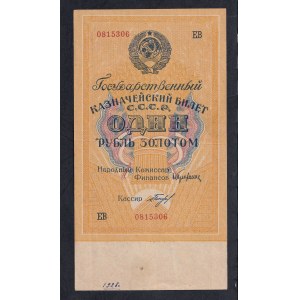 0815306 ЕВ
Государственный
КАЗНАЧЕЙСКИЙ БИЛЕТ
С.С.С.Р.
ОДИН
РУБЛЬ ЗОЛОТОМ
Народный Комиссар
Финансов
Кассир
ЕВ 0815306